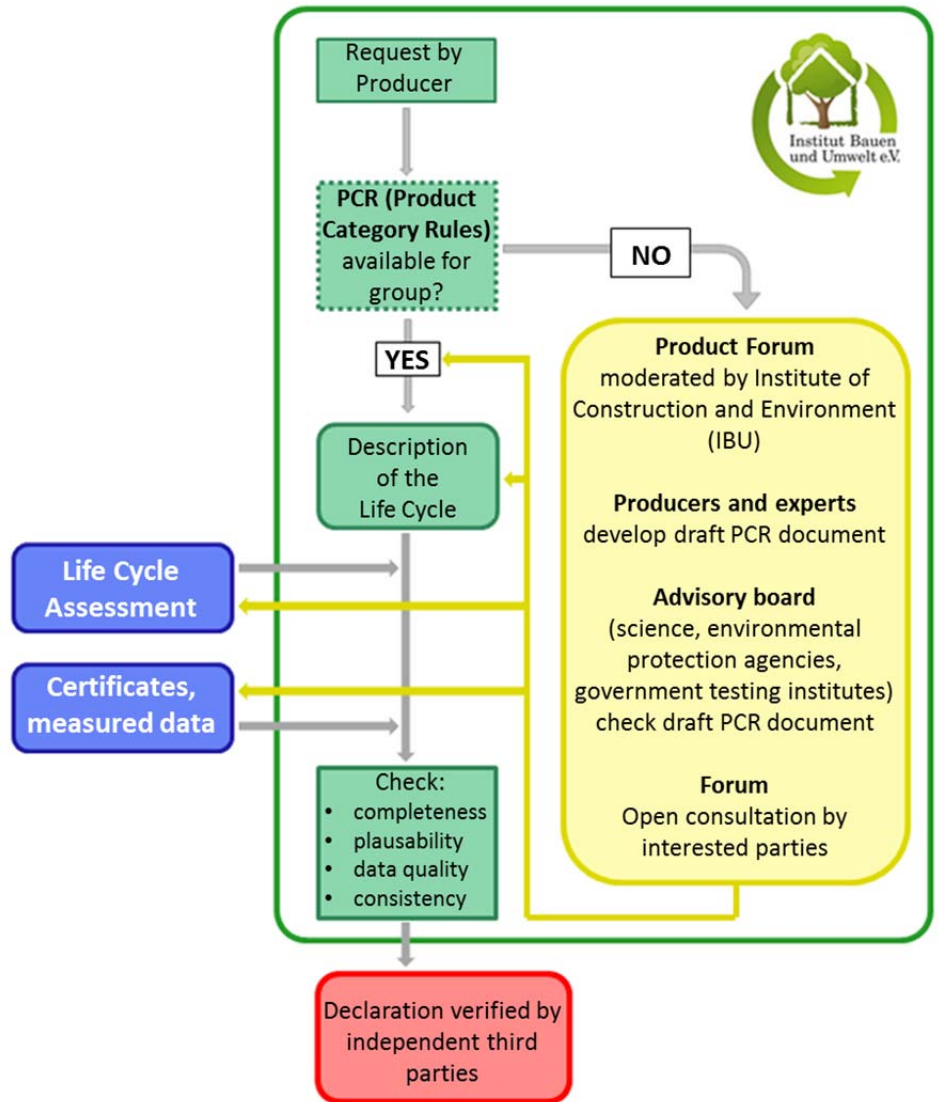 Request by
Producer
Institut Bauen
und Umwelt e.V.
PCR (Product
Category Rules)
available for
group?
NO
YES
Product Forum
moderated by Institute of
Construction and Environment
(IBU)
Producers and experts
develop draft PCR document
Advisory board
(science, environmental
protection agencies,
government testing institutes)
check draft PCR document
Forum
Open consultation by
interested parties
Description
of the
Life Cycle
Life Cycle
Assessment
Certificates,
measured data
Check:
• completeness
• plausability
• data quality
• consistency
Declaration verified by
independent third
parties